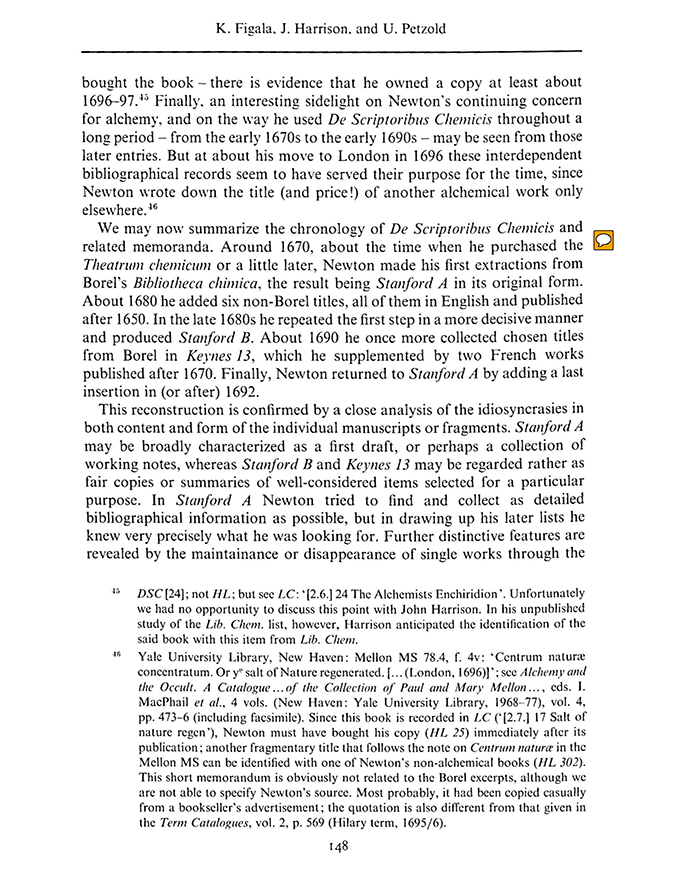 K. Figala, J. Harrison, and U. Petzold
bought the book – there is evidence that he owned a copy at least about
1696–97.⁴⁵ Finally, an interesting sidelight on Newton's continuing concern
for alchemy, and on the way he used De Scriptoribus Chemicis throughout a
long period – from the early 1670s to the early 1690s – may be seen from those
later entries. But at about his move to London in 1696 these interdependent
bibliographical records seem to have served their purpose for the time, since
Newton wrote down the title (and price!) of another alchemical work only
elsewhere.⁴⁶
We may now summarize the chronology of De Scriptoribus Chemicis and
related memoranda. Around 1670, about the time when he purchased the
Theatrum chemicum or a little later, Newton made his first extractions from
Borel's Bibliotheca chimica, the result being Stanford A in its original form.
About 1680 he added six non-Borel titles, all of them in English and published
after 1650. In the late 1680s he repeated the first step in a more decisive manner
and produced Stanford B. About 1690 he once more collected chosen titles
from Borel in Keynes 13, which he supplemented by two French works
published after 1670. Finally, Newton returned to Stanford A by adding a last
insertion in (or after) 1692.
This reconstruction is confirmed by a close analysis of the idiosyncrasies in
both content and form of the individual manuscripts or fragments. Stanford A
may be broadly characterized as a first draft, or perhaps a collection of
working notes, whereas Stanford B and Keynes 13 may be regarded rather as
fair copies or summaries of well-considered items selected for a particular
purpose. In Stanford A Newton tried to find and collect as detailed
bibliographical information as possible, but in drawing up his later lists he
knew very precisely what he was looking for. Further distinctive features are
revealed by the maintainance or disappearance of single works through the
⁴⁵ DSC [24]; not HL; but see LC: '[2.6.] 24 The Alchemists Enchiridion'. Unfortunately
we had no opportunity to discuss this point with John Harrison. In his unpublished
study of the Lib. Chem. list, however, Harrison anticipated the identification of the
said book with this item from Lib. Chem.
⁴⁶ Yale University Library, New Haven: Mellon MS 78.4, f. 4v: 'Centrum naturæ
concentratum. Or yᵉ salt of Nature regenerated. [... (London, 1696)]'; see Alchemy and
the Occult. A Catalogue...of the Collection of Paul and Mary Mellon..., eds. I.
MacPhail et al., 4 vols. (New Haven: Yale University Library, 1968–77), vol. 4,
pp. 473–6 (including facsimile). Since this book is recorded in LC ('[2.7.] 17 Salt of
nature regen'), Newton must have bought his copy (HL 25) immediately after its
publication; another fragmentary title that follows the note on Centrum naturæ in the
Mellon MS can be identified with one of Newton's non-alchemical books (HL 302).
This short memorandum is obviously not related to the Borel excerpts, although we
are not able to specify Newton's source. Most probably, it had been copied casually
from a bookseller's advertisement; the quotation is also different from that given in
the Term Catalogues, vol. 2, p. 569 (Hilary term, 1695/6).
148